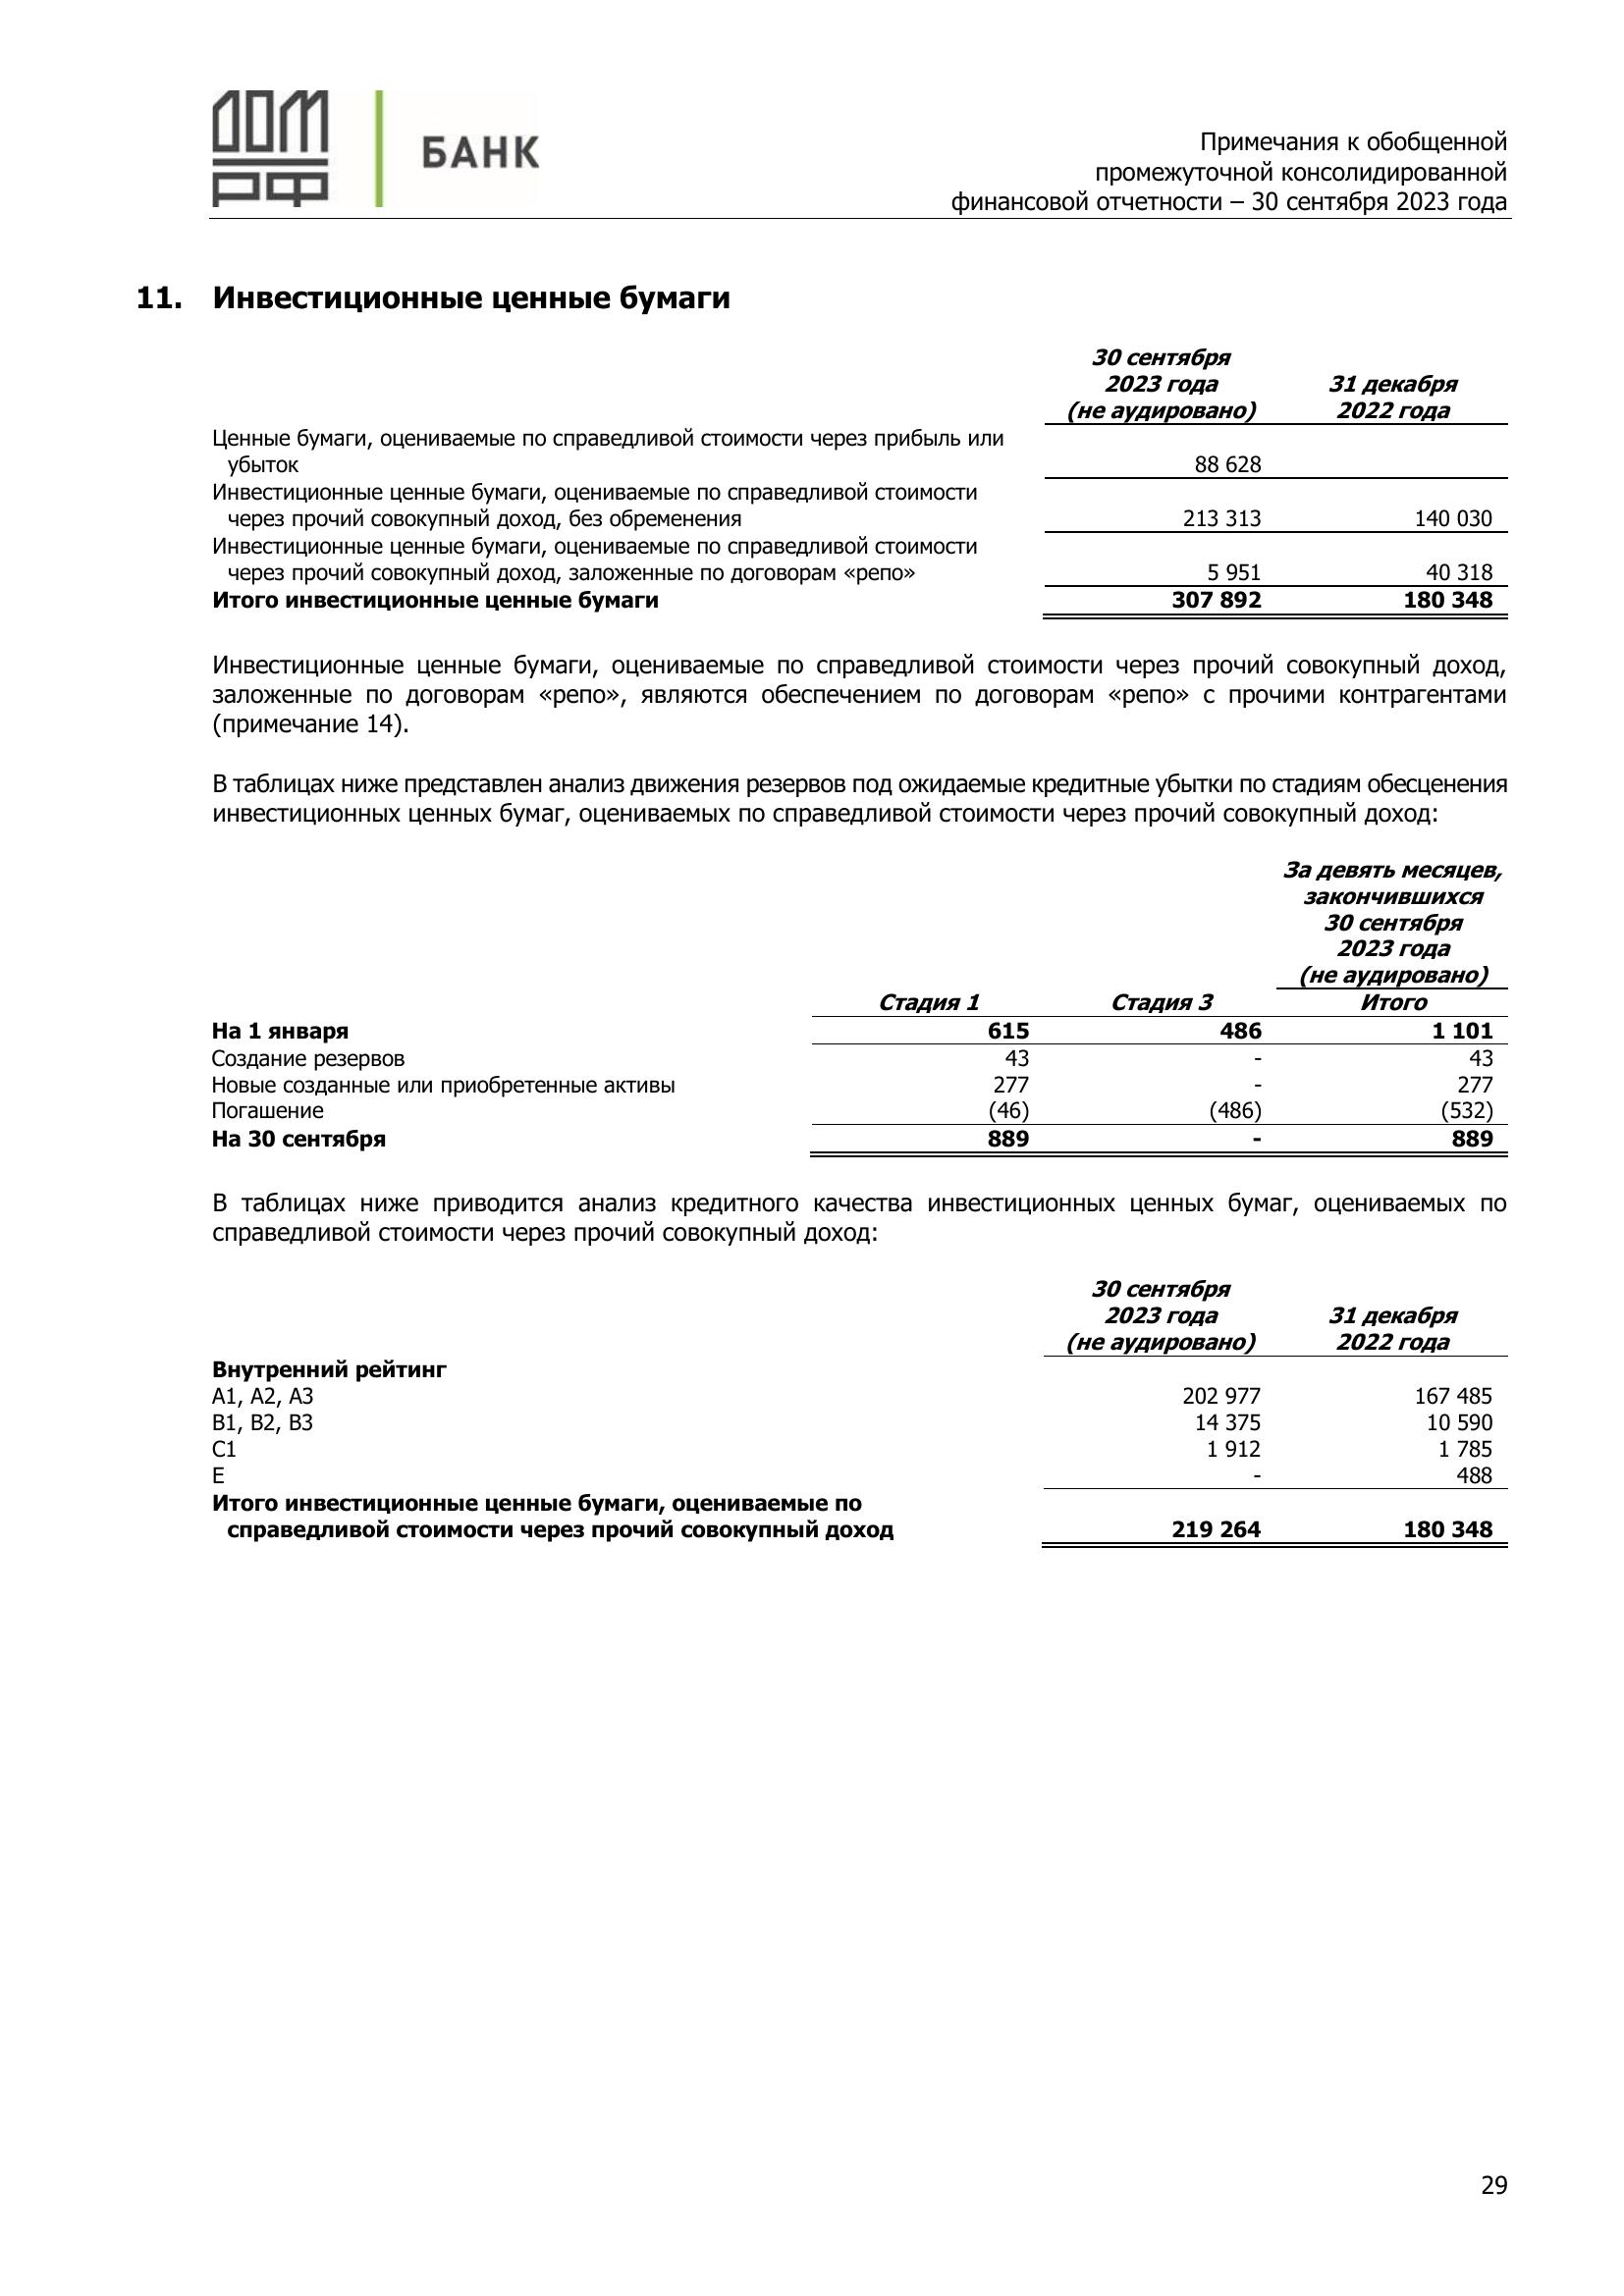 ДОМ
РФ
БАНК
Примечания к обобщенной
промежуточной консолидированной
финансовой отчетности – 30 сентября 2023 года
11. Инвестиционные ценные бумаги
30 сентября
2023 года 31 декабря
(не аудировано) 2022 года
Ценные бумаги, оцениваемые по справедливой стоимости через прибыль или
убыток 88 628
Инвестиционные ценные бумаги, оцениваемые по справедливой стоимости
через прочий совокупный доход, без обременения 213 313 140 030
Инвестиционные ценные бумаги, оцениваемые по справедливой стоимости
через прочий совокупный доход, заложенные по договорам «репо» 5 951 40 318
Итого инвестиционные ценные бумаги 307 892 180 348
Инвестиционные ценные бумаги, оцениваемые по справедливой стоимости через прочий совокупный доход,
заложенные по договорам «репо», являются обеспечением по договорам «репо» с прочими контрагентами
(примечание 14).
В таблицах ниже представлен анализ движения резервов под ожидаемые кредитные убытки по стадиям обесценения
инвестиционных ценных бумаг, оцениваемых по справедливой стоимости через прочий совокупный доход:
За девять месяцев,
закончившихся
30 сентября
2023 года
(не аудировано)
Стадия 1 Стадия 3 Итого
На 1 января 615 486 1 101
Создание резервов 43 - 43
Новые созданные или приобретенные активы 277 - 277
Погашение (46) (486) (532)
На 30 сентября 889 - 889
В таблицах ниже приводится анализ кредитного качества инвестиционных ценных бумаг, оцениваемых по
справедливой стоимости через прочий совокупный доход:
30 сентября
2023 года 31 декабря
(не аудировано) 2022 года
Внутренний рейтинг
A1, A2, A3 202 977 167 485
B1, B2, B3 14 375 10 590
C1 1 912 1 785
E - 488
Итого инвестиционные ценные бумаги, оцениваемые по
справедливой стоимости через прочий совокупный доход 219 264 180 348
29